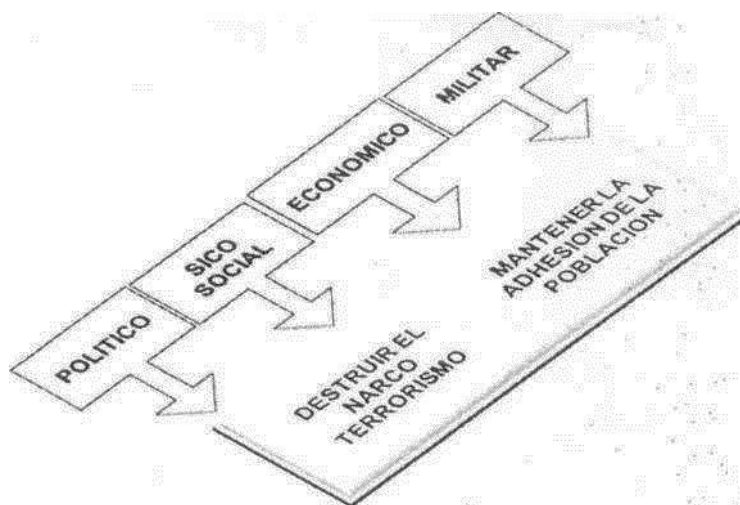 POLITICO
SICO
SOCIAL
ECONOMICO
MILITAR
DESTRUIR EL
NARCO
TERRORISMO
MANTENER LA
ADHESION DE LA
POBLACION